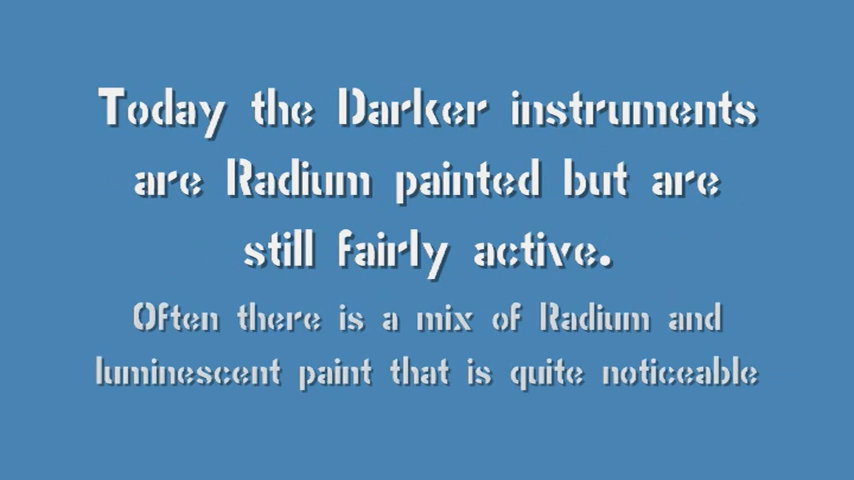 Today the Darker instruments
are Radium painted but are
still fairly active.
Often there is a mix of Radium and
luminescent paint that is quite noticeable